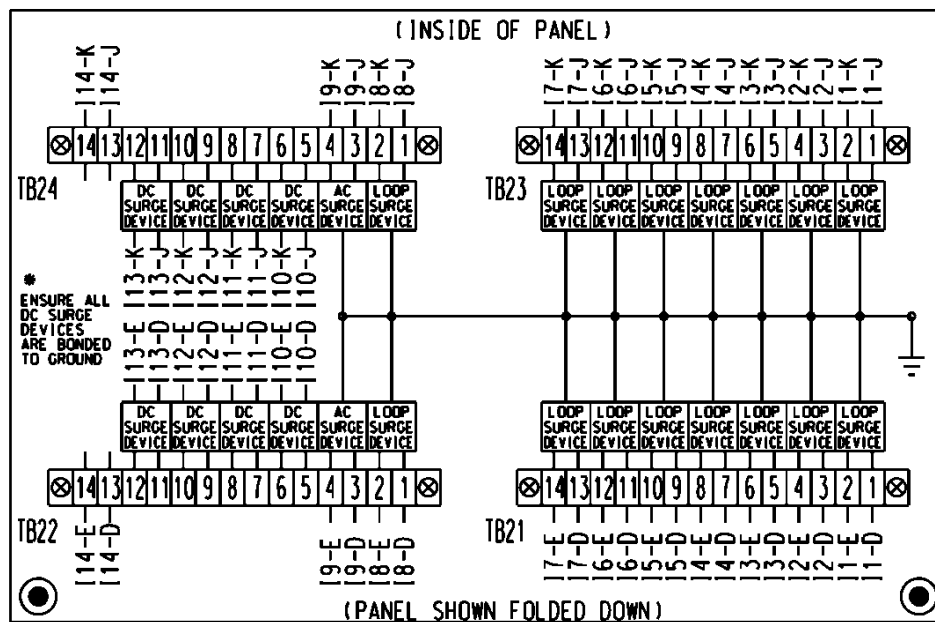 (INSIDE OF PANEL)
I14-K I14-J I9-K I9-J I8-K I8-J I7-K I7-J I6-K I6-J I5-K I5-J I4-K I4-J I3-K I3-J I2-K I2-J I1-K I1-J
14 13 12 11 10 9 8 7 6 5 4 3 2 1 14 13 12 11 10 9 8 7 6 5 4 3 2 1
TB24 TB23
DC DC DC DC AC LOOP LOOP LOOP LOOP LOOP LOOP LOOP LOOP
SURGE SURGE SURGE SURGE SURGE SURGE SURGE SURGE SURGE SURGE SURGE SURGE SURGE
DEVICE DEVICE DEVICE DEVICE DEVICE DEVICE DEVICE DEVICE DEVICE DEVICE DEVICE DEVICE DEVICE
I13-K I13-J I12-K I12-J I11-K I11-J I10-K I10-J
*
ENSURE ALL
DC SURGE
DEVICES
ARE BONDED
TO GROUND
I13-E I13-D I12-E I12-D I11-E I11-D I10-E I10-D
DC DC DC DC AC LOOP LOOP LOOP LOOP LOOP LOOP LOOP LOOP
SURGE SURGE SURGE SURGE SURGE SURGE SURGE SURGE SURGE SURGE SURGE SURGE SURGE
DEVICE DEVICE DEVICE DEVICE DEVICE DEVICE DEVICE DEVICE DEVICE DEVICE DEVICE DEVICE DEVICE
14 13 12 11 10 9 8 7 6 5 4 3 2 1 14 13 12 11 10 9 8 7 6 5 4 3 2 1
TB22 TB21
I14-E I14-D I9-E I9-D I8-E I8-D I7-E I7-D I6-E I6-D I5-E I5-D I4-E I4-D I3-E I3-D I2-E I2-D I1-E I1-D
(PANEL SHOWN FOLDED DOWN)